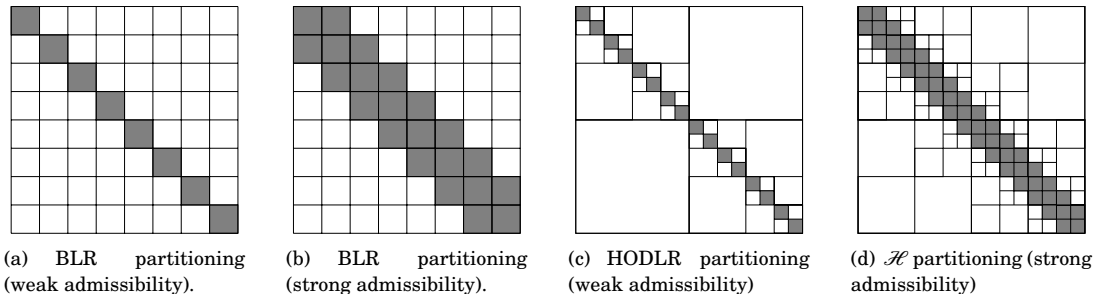 (a) BLR partitioning
(weak admissibility).
(b) BLR partitioning
(strong admissibility).
(c) HODLR partitioning
(weak admissibility)
(d) ℋ partitioning (strong
admissibility)